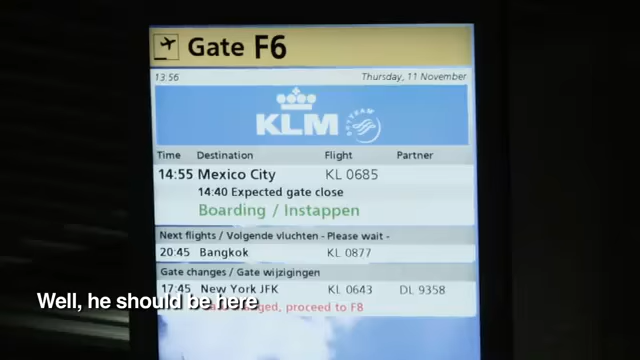 Gate F6
13:56 Thursday, 11 November
KLM SKYTEAM
Time Destination Flight Partner
14:55 Mexico City KL 0685
14:40 Expected gate close
Boarding / Instappen
Next flights / Volgende vluchten - Please wait -
20:45 Bangkok KL 0877
Gate changes / Gate wijzigingen
17:45 New York JFK KL 0643 DL 9358
changed, proceed to F8
Well, he should be here